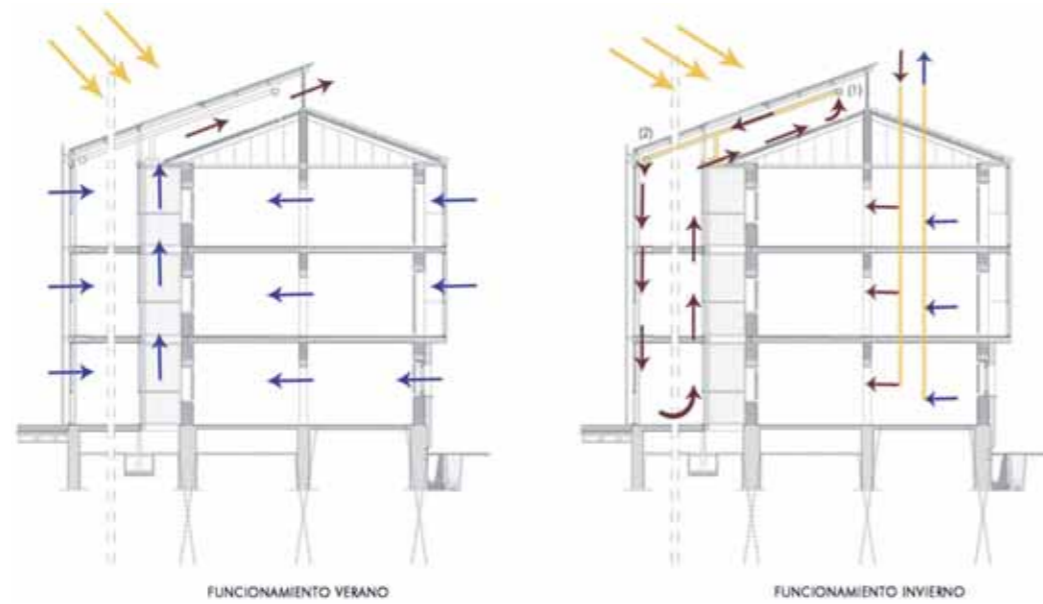 (1)
(2)
FUNCIONAMIENTO VERANO
FUNCIONAMIENTO INVIERNO